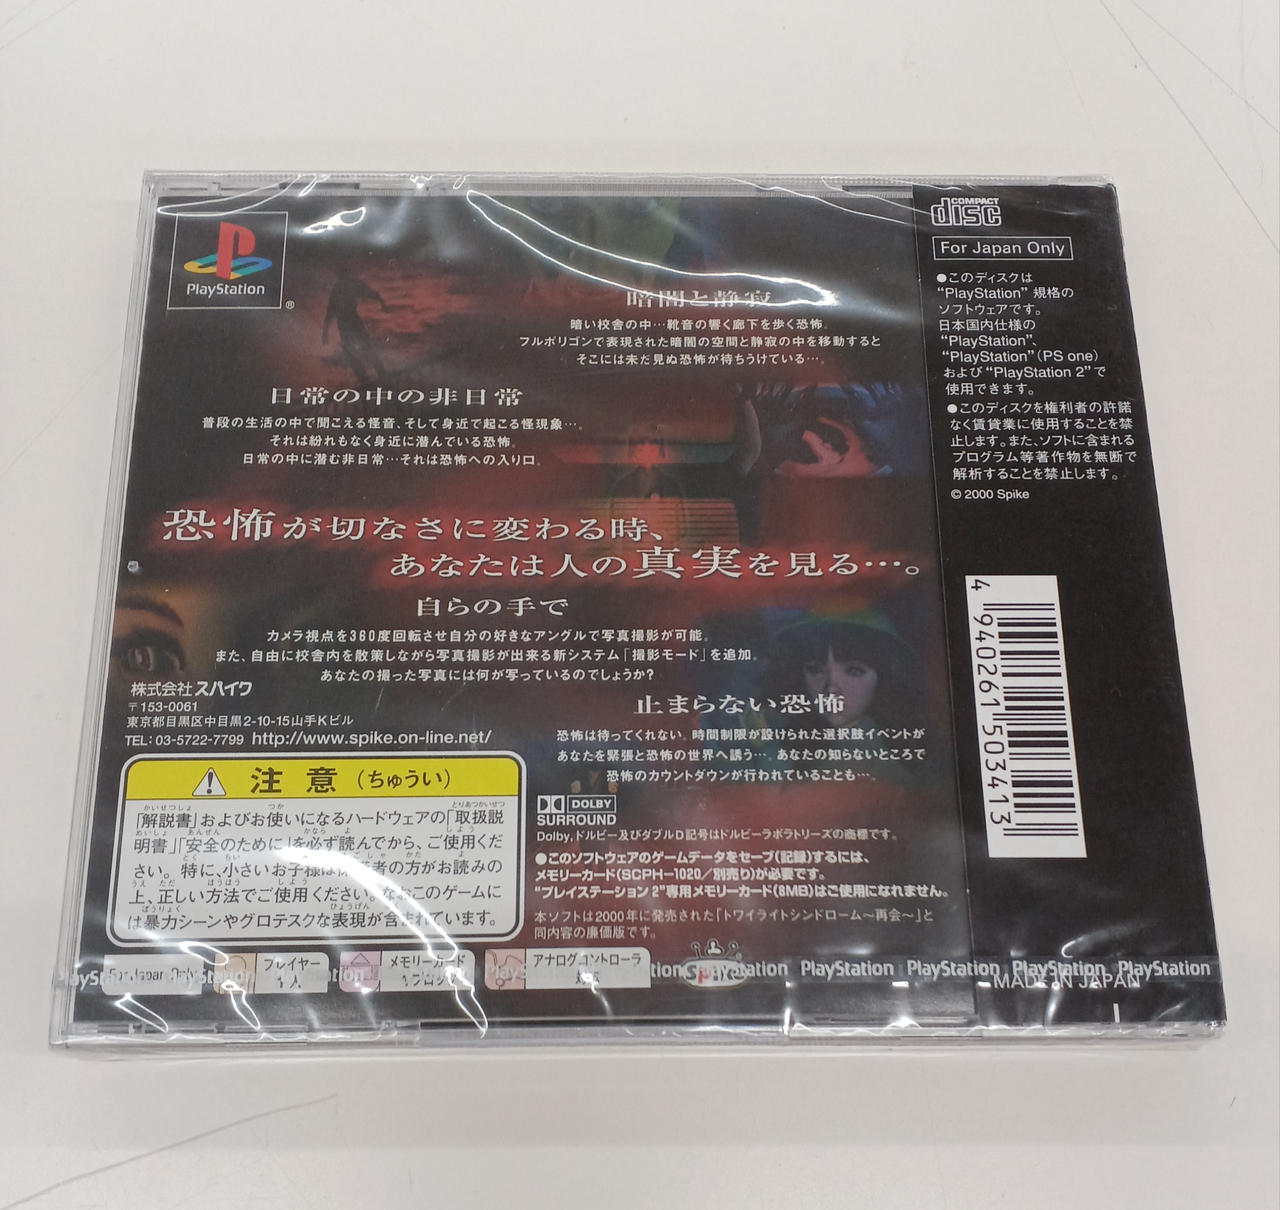 PlayStation
®
暗闇と静寂
暗い校舎の中…靴音の響く廊下を歩く恐怖。
フルポリゴンで表現された暗闇の空間と静寂の中を移動すると
そこには未だ見ぬ恐怖が待ちうけている…。
日常の中の非日常
普段の生活の中で聞こえる怪音、そして身近で起こる怪現象…。
それは紛れもなく身近に潜んでいる恐怖。
日常の中に潜む非日常…それは恐怖への入り口。
恐怖が切なさに変わる時、
あなたは人の真実を見る…。
自らの手で
カメラ視点を360度回転させ自分の好きなアングルで写真撮影が可能。
また、自由に校舎内を散策しながら写真撮影が出来る新システム「撮影モード」を追加。
あなたの撮った写真には何が写っているのでしょうか?
止まらない恐怖
恐怖は待ってくれない。時間制限が設けられた選択肢イベントが
あなたを緊張と恐怖の世界へ誘う…。あなたの知らないところで
恐怖のカウントダウンが行われていることも…。
株式会社スパイク
〒153-0061
東京都目黒区中目黒2-10-15山手Kビル
TEL: 03-5722-7799 http://www.spike.on-line.net/
注意(ちゅうい)
「解説書」およびお使いになるハードウェアの「取扱説
明書」「安全のために」を必ず読んでから、ご使用くだ
さい。特に、小さいお子様は保護者の方がお読みの
上、正しい方法でご使用ください。なおこのゲームに
は暴力シーンやグロテスクな表現が含まれています。
DOLBY
SURROUND
Dolby,ドルビー及びダブルD記号はドルビーラボラトリーズの商標です。
●このソフトウェアのゲームデータをセーブ(記録)するには、
メモリーカード(SCPH-1020/別売り)が必要です。
"プレイステーション 2"専用メモリーカード(8MB)はご使用になれません。
本ソフトは2000年に発売された「トワイライトシンドローム〜再会〜」と
同内容の廉価版です。
For Japan Only
プレイヤー
1人
メモリーカード
1ブロック
アナログコントローラ
対応
Spike
PlayStation PlayStation PlayStation PlayStation
COMPACT
disc
For Japan Only
●このディスクは
"PlayStation" 規格の
ソフトウェアです。
日本国内仕様の
"PlayStation"、
"PlayStation"(PS one)
および"PlayStation 2"で
使用できます。
●このディスクを権利者の許諾
なく賃貸業に使用することを禁
止します。また、ソフトに含まれる
プログラム等著作物を無断で
解析することを禁止します。
© 2000 Spike
4 940261 503413
MADE IN JAPAN